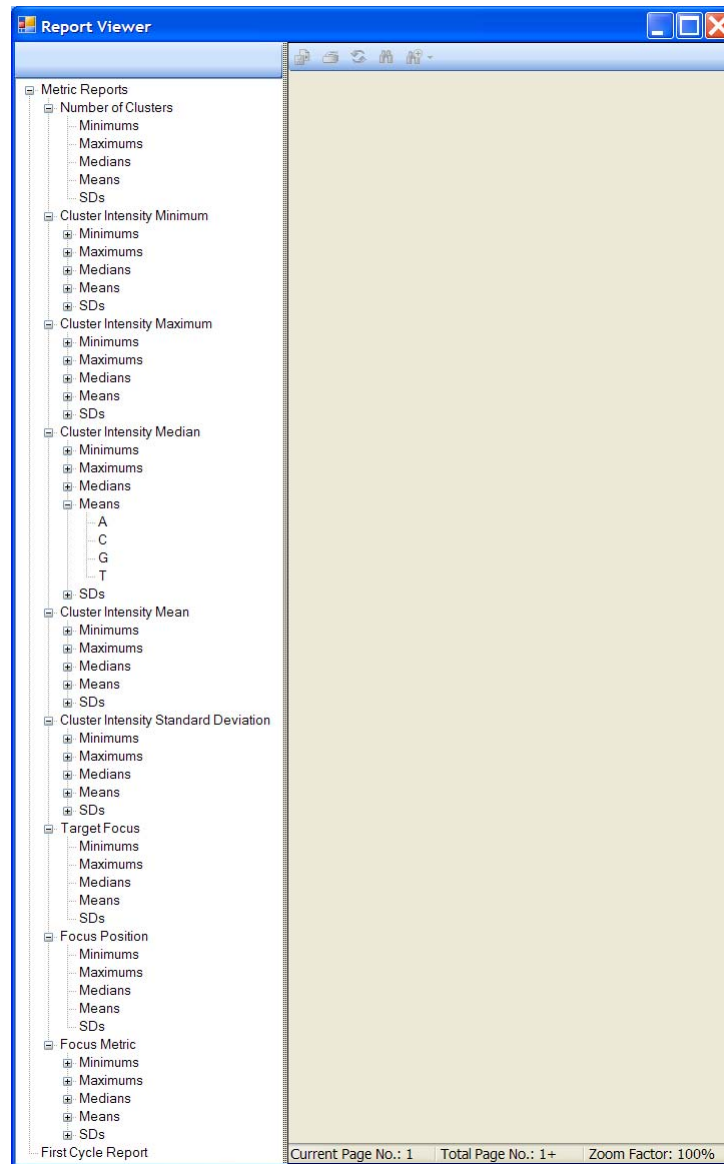 Report Viewer
Metric Reports
Number of Clusters
Minimums
Maximums
Medians
Means
SDs
Cluster Intensity Minimum
Minimums
Maximums
Medians
Means
SDs
Cluster Intensity Maximum
Minimums
Maximums
Medians
Means
SDs
Cluster Intensity Median
Minimums
Maximums
Medians
Means
A
C
G
T
SDs
Cluster Intensity Mean
Minimums
Maximums
Medians
Means
SDs
Cluster Intensity Standard Deviation
Minimums
Maximums
Medians
Means
SDs
Target Focus
Minimums
Maximums
Medians
Means
SDs
Focus Position
Minimums
Maximums
Medians
Means
SDs
Focus Metric
Minimums
Maximums
Medians
Means
SDs
First Cycle Report
Current Page No.: 1 Total Page No.: 1+ Zoom Factor: 100%